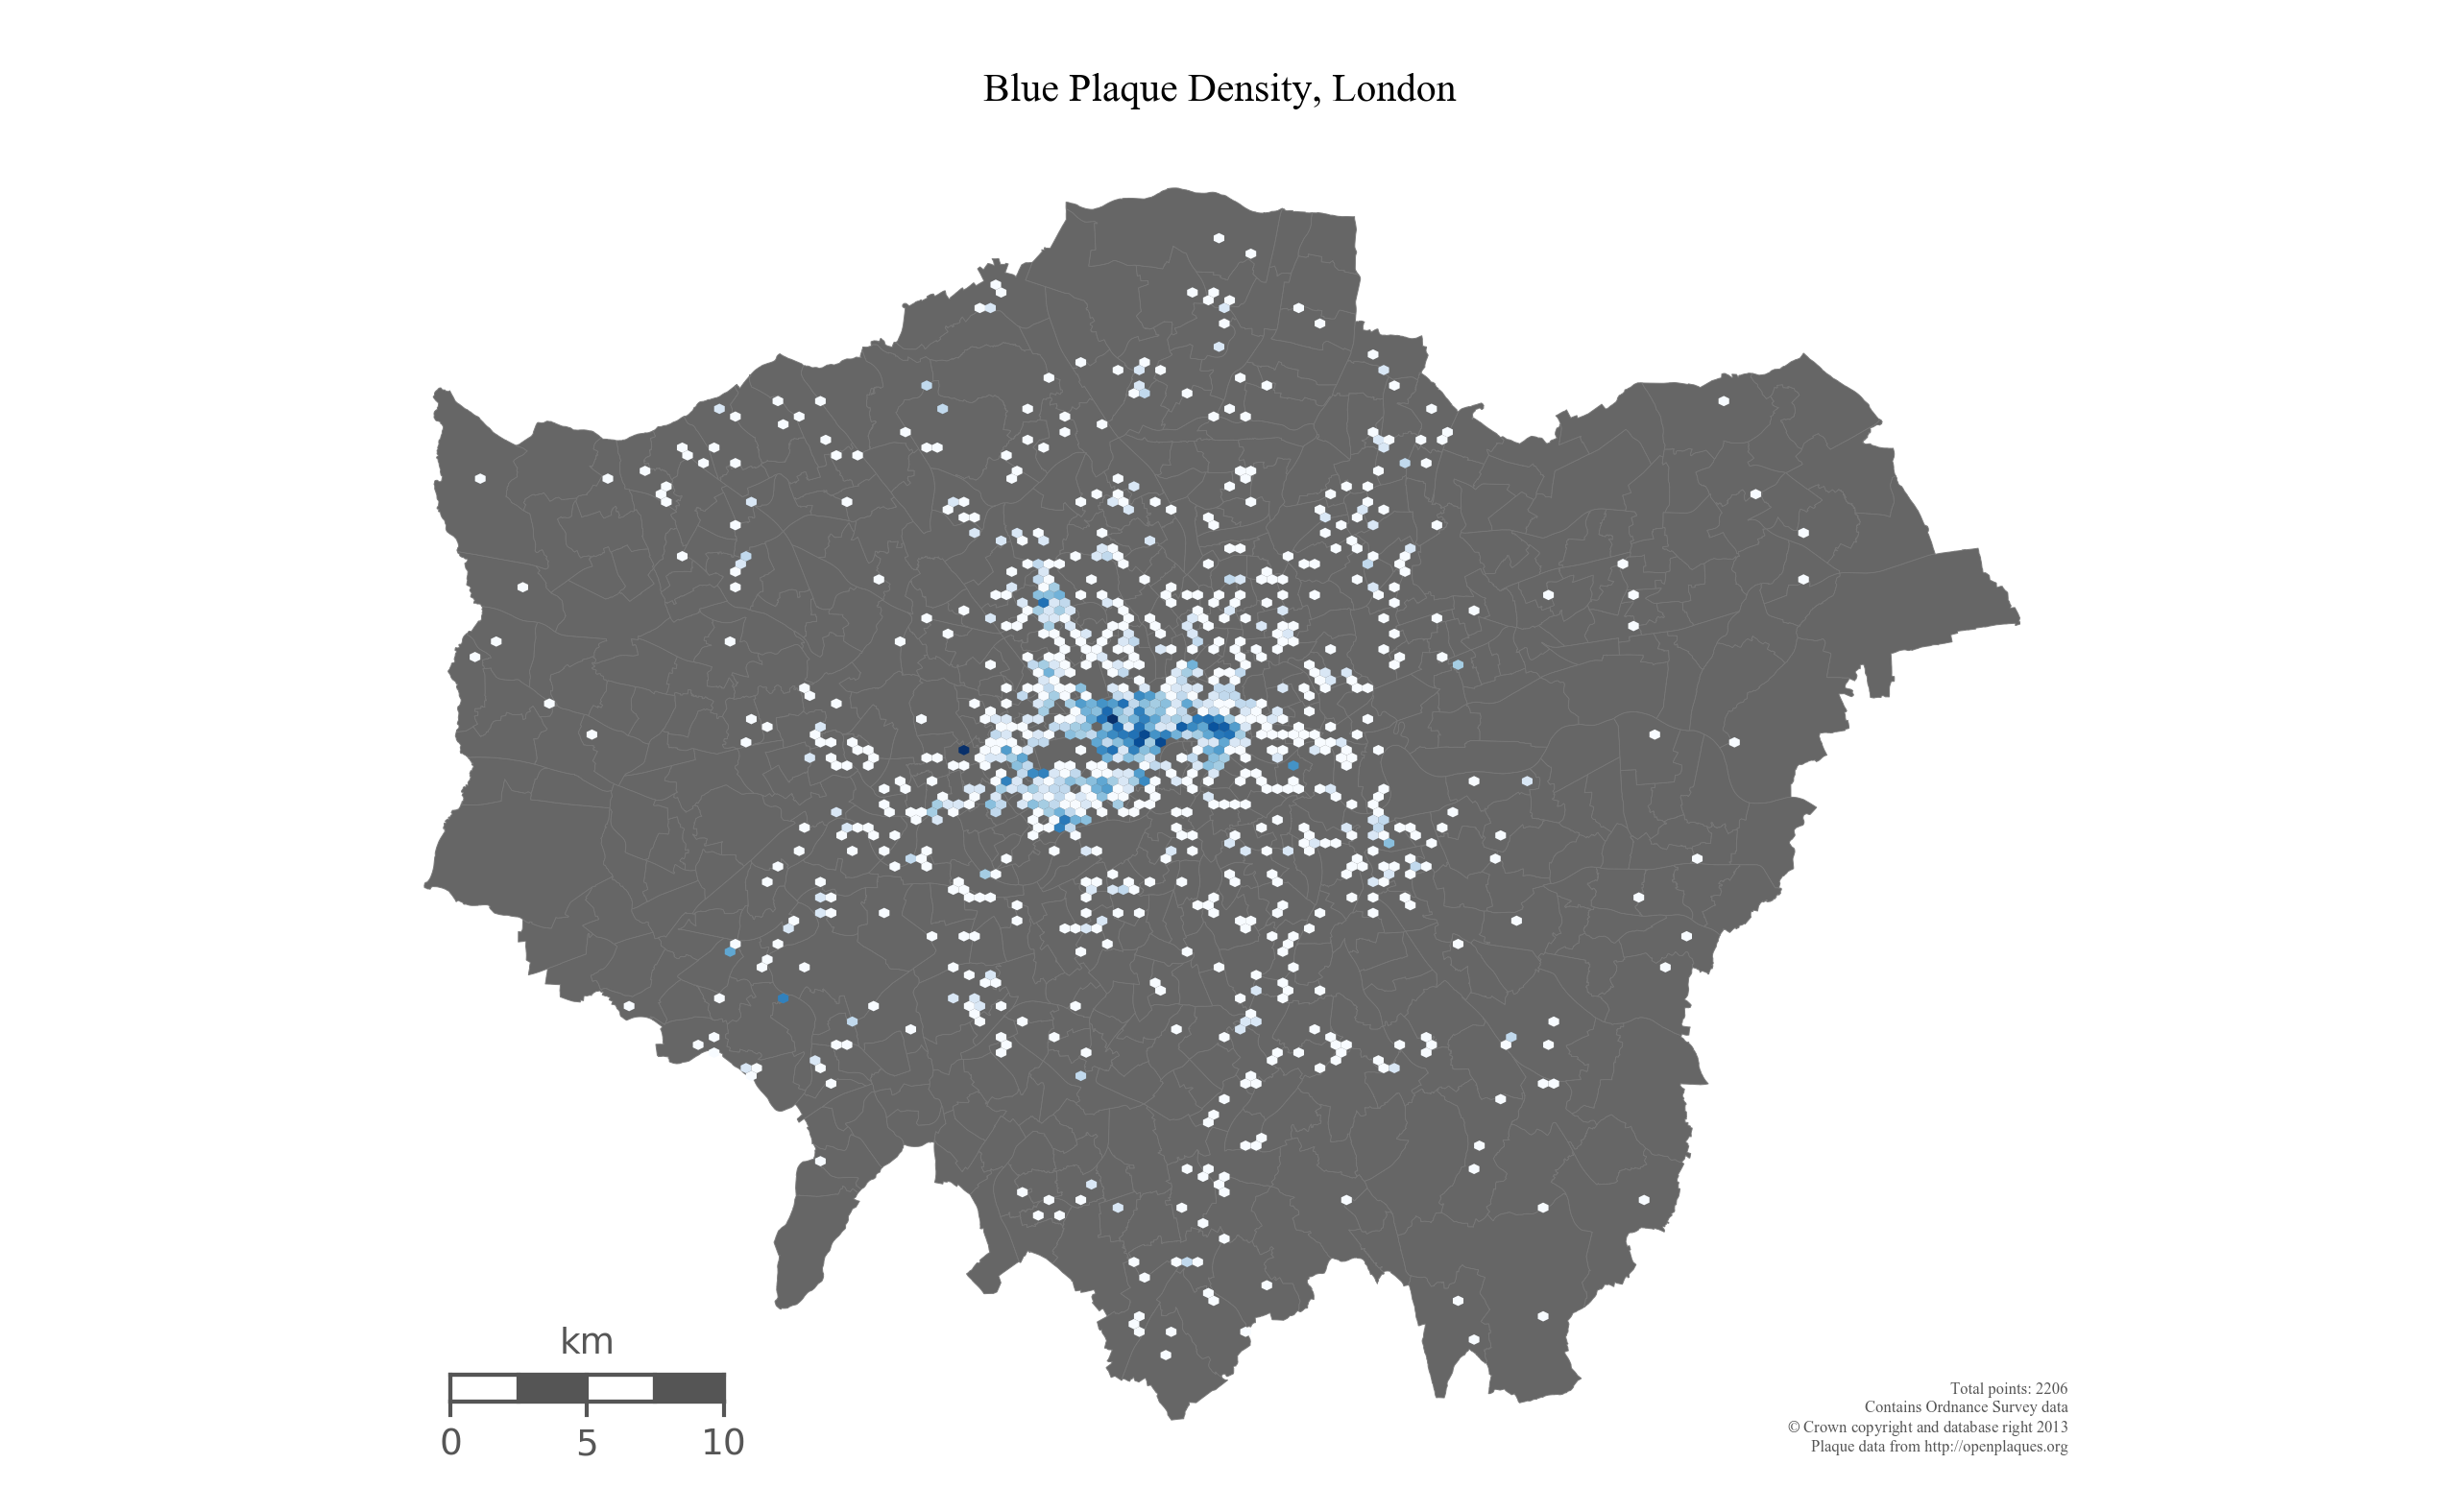 Blue Plaque Density, London
km
0 5 10
Total points: 2206
Contains Ordnance Survey data
© Crown copyright and database right 2013
Plaque data from http://openplaques.org